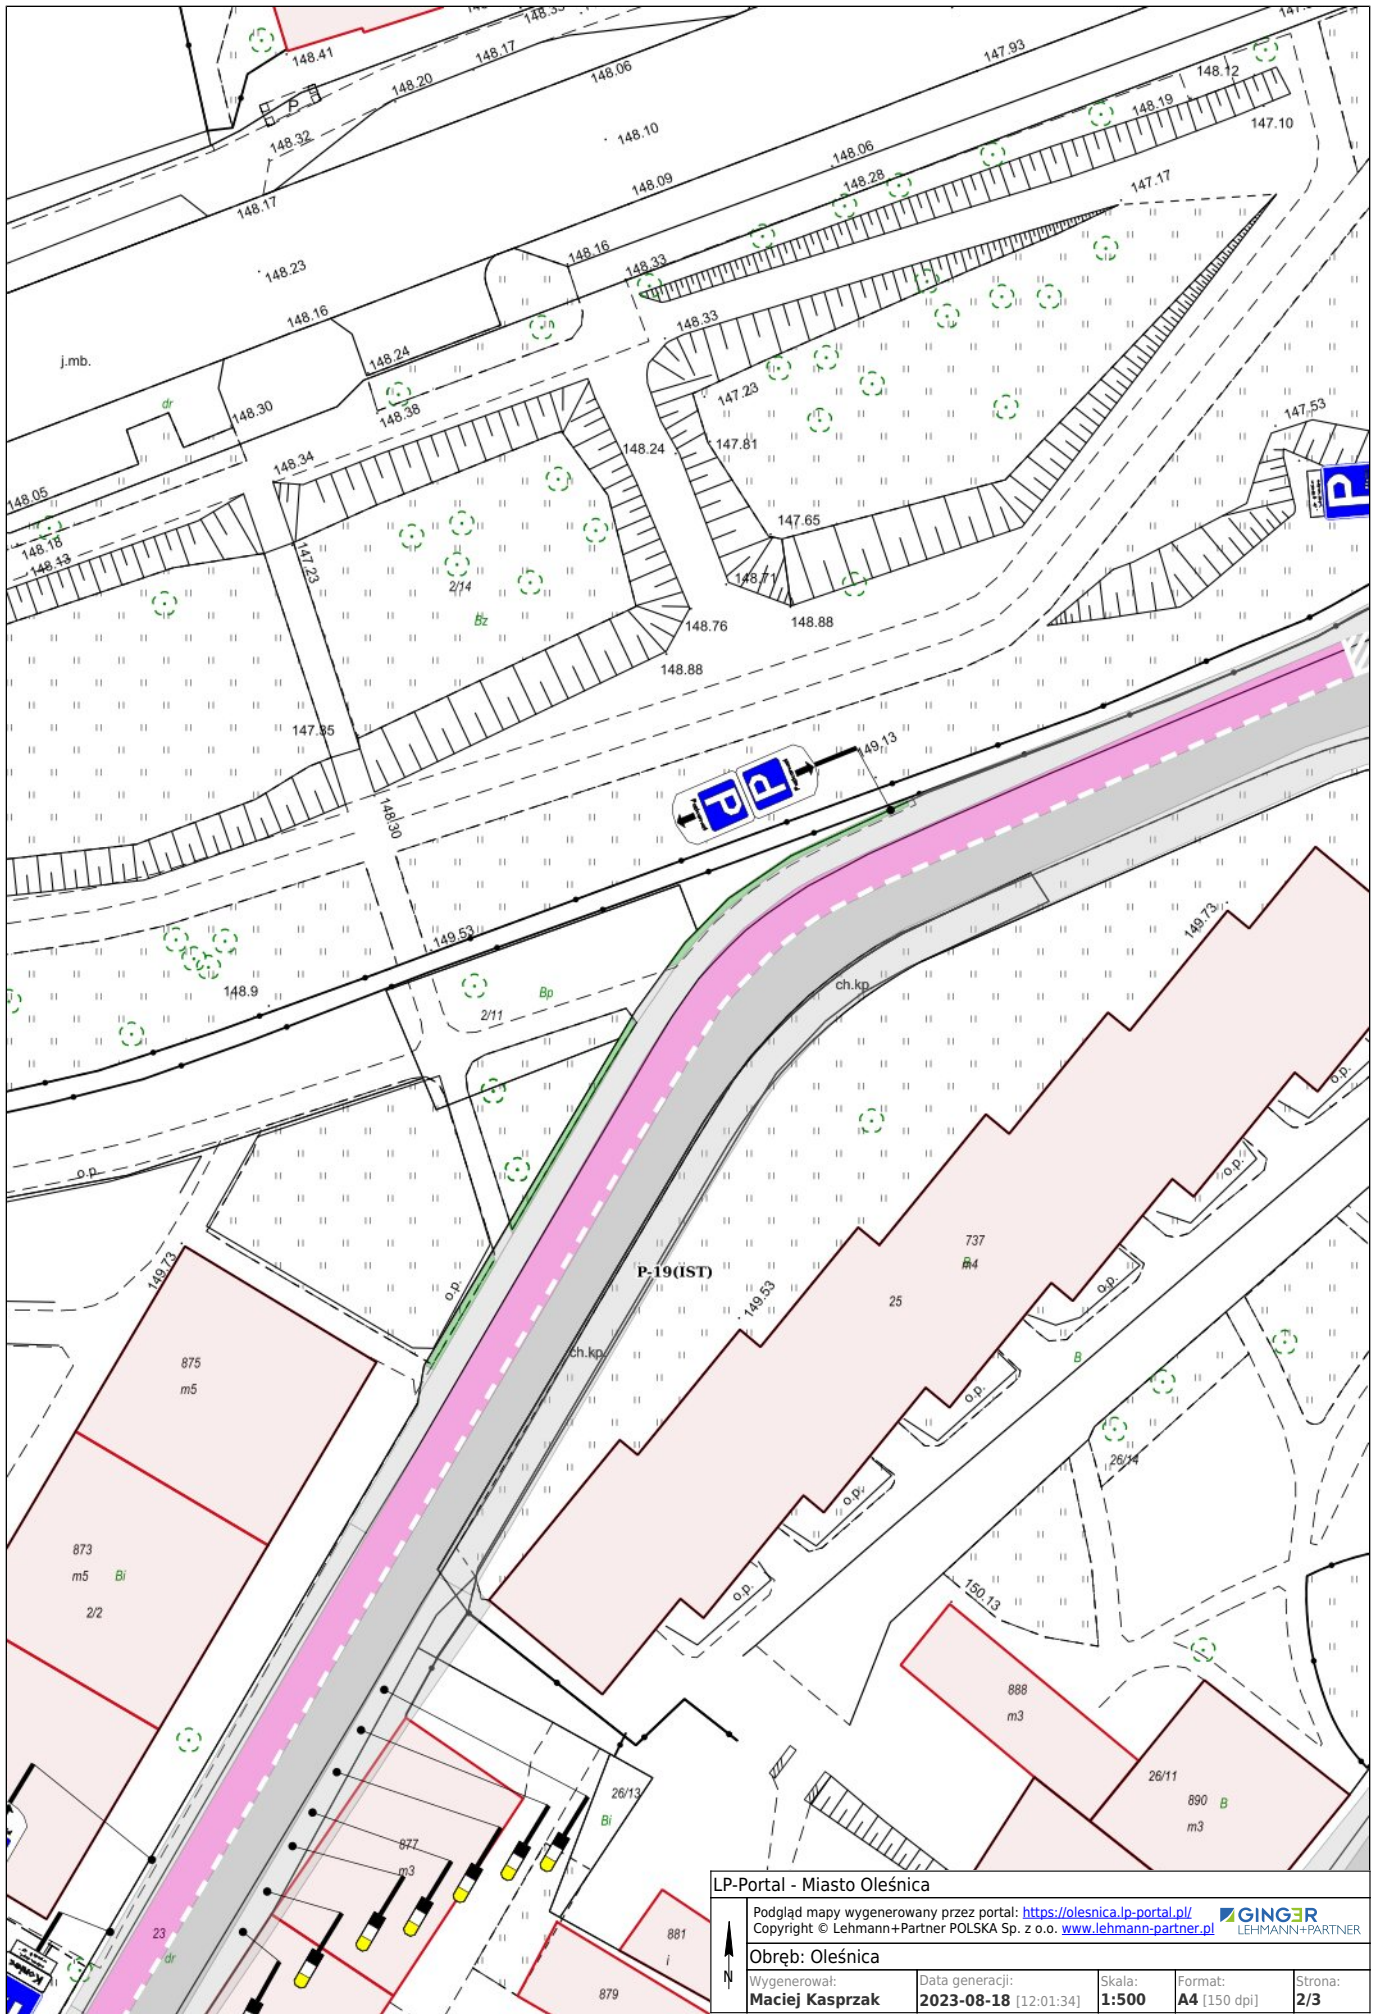 148.33
147.93
148.41
148.17
148.20
148.06
148.12
148.19
147.10
P
148.32
148.10
148.06
148.28
148.09
147.17
148.17
148.23
148.16
148.33
148.16
148.33
148.24
j.mb.
dr
148.30
148.38
147.23
147.53
148.34
148.24
147.81
148.05
P
147.65
148.18
148.13
147.23
148.71
2/14
Bz
148.76
148.88
148.88
147.35
149.13
P
P
148.30
149.53
149.73
148.9
Bp
2/11
ch.kp.
o.p.
o.p.
o.p.
149.73
737
m4
B
P-19(IST)
149.53
25
o.p.
o.p.
875
m5
ch.kp.
B
o.p.
26/14
o.p.
873
m5
Bi
2/2
o.p.
150.13
888
m3
26/11
890
B
m3
26/13
Bi
877
m3
23
dr
881
i
879
Koniec
LP-Portal - Miasto Oleśnica
Podgląd mapy wygenerowany przez portal: https://olesnica.lp-portal.pl/
Copyright © Lehmann+Partner POLSKA Sp. z o.o. www.lehmann-partner.pl
GINGER
LEHMANN+PARTNER
N
Obręb: Oleśnica
Wygenerował:
Maciej Kasprzak
Data generacji:
2023-08-18 [12:01:34]
Skala:
1:500
Format:
A4 [150 dpi]
Strona:
2/3